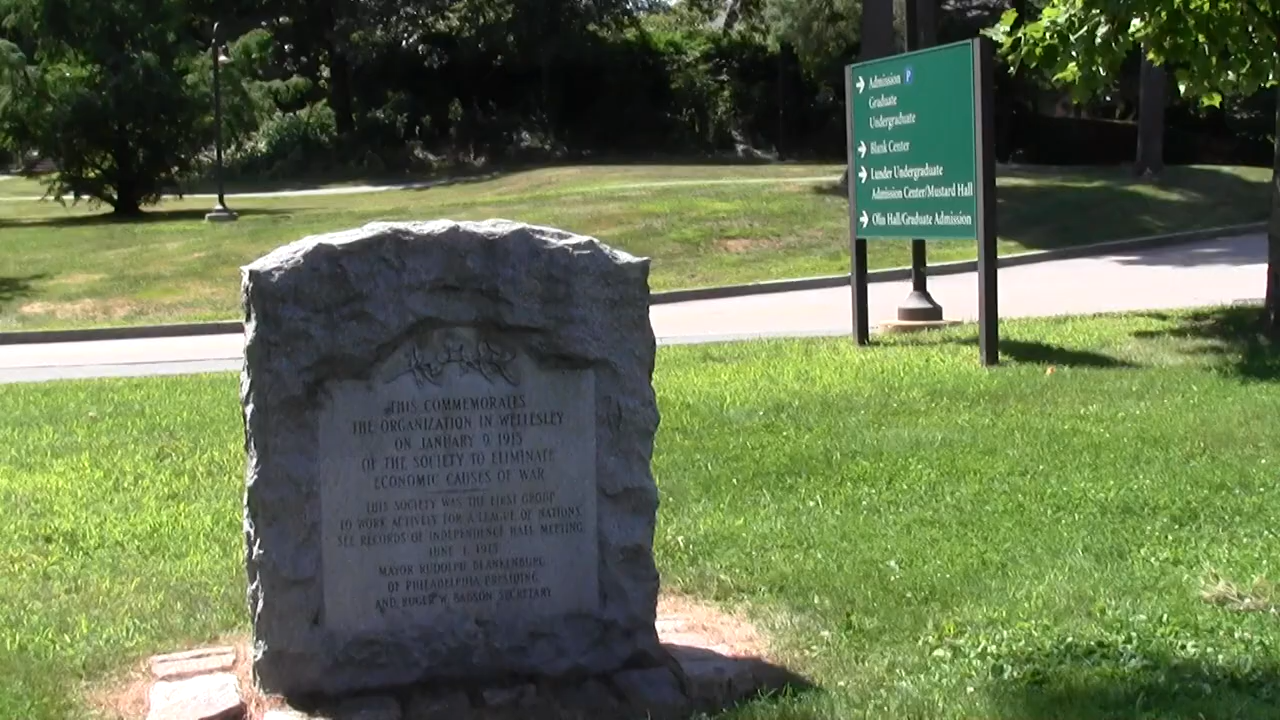 THIS COMMEMORATES
THE ORGANIZATION IN WELLESLEY
ON JANUARY 9, 1915
OF THE SOCIETY TO ELIMINATE
ECONOMIC CAUSES OF WAR
THIS SOCIETY WAS THE FIRST GROUP
TO WORK ACTIVELY FOR A LEAGUE OF NATIONS.
SEE RECORDS OF INDEPENDENCE HALL MEETING
JUNE 1, 1915
MAYOR RUDOLPH BLANKENBURG
OF PHILADELPHIA PRESIDING
AND ROGER W. BABSON SECRETARY
Admission P
Graduate
Undergraduate
Blank Center
Lunder Undergraduate
Admission Center/Mustard Hall
Olin Hall/Graduate Admission